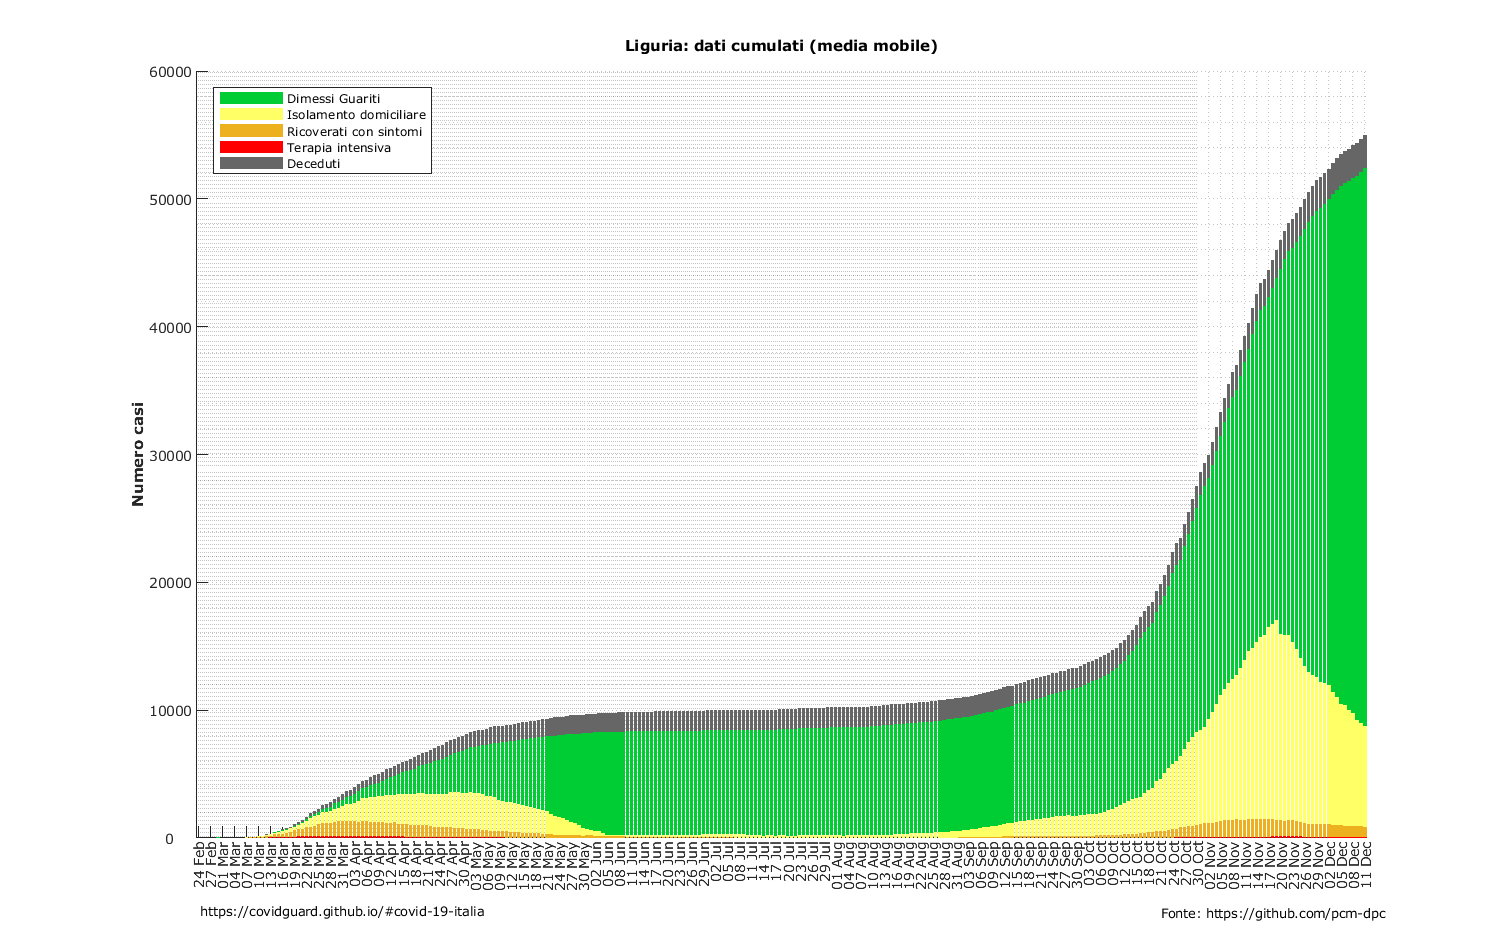 Liguria: dati cumulati (media mobile)
60000
50000
40000
30000
20000
10000
0
Numero casi
Dimessi Guariti
Isolamento domiciliare
Ricoverati con sintomi
Terapia intensiva
Deceduti
24 Feb
27 Feb
01 Mar
04 Mar
07 Mar
10 Mar
13 Mar
16 Mar
19 Mar
22 Mar
25 Mar
28 Mar
31 Mar
03 Apr
06 Apr
09 Apr
12 Apr
15 Apr
18 Apr
21 Apr
24 Apr
27 Apr
30 Apr
03 May
06 May
09 May
12 May
15 May
18 May
21 May
24 May
27 May
30 May
02 Jun
05 Jun
08 Jun
11 Jun
14 Jun
17 Jun
20 Jun
23 Jun
26 Jun
29 Jun
02 Jul
05 Jul
08 Jul
11 Jul
14 Jul
17 Jul
20 Jul
23 Jul
26 Jul
29 Jul
01 Aug
04 Aug
07 Aug
10 Aug
13 Aug
16 Aug
19 Aug
22 Aug
25 Aug
28 Aug
31 Aug
03 Sep
06 Sep
09 Sep
12 Sep
15 Sep
18 Sep
21 Sep
24 Sep
27 Sep
30 Sep
03 Oct
06 Oct
09 Oct
12 Oct
15 Oct
18 Oct
21 Oct
24 Oct
27 Oct
30 Oct
02 Nov
05 Nov
08 Nov
11 Nov
14 Nov
17 Nov
20 Nov
23 Nov
26 Nov
29 Nov
02 Dec
05 Dec
08 Dec
11 Dec
https://covidguard.github.io/#covid-19-italia
Fonte: https://github.com/pcm-dpc